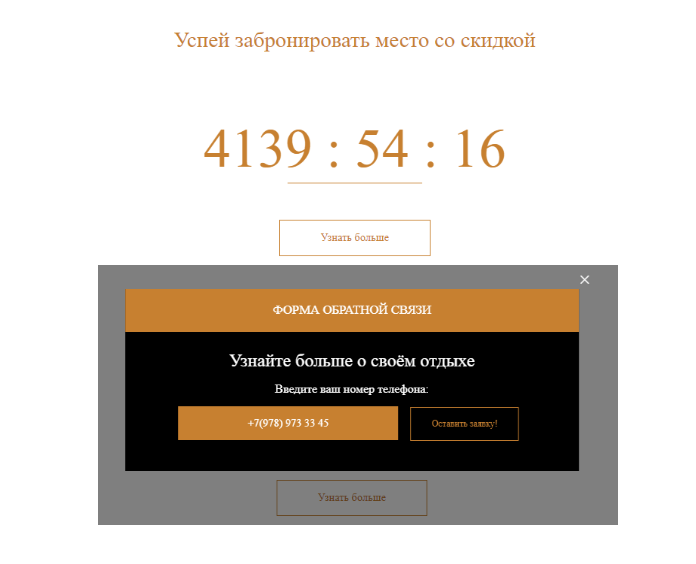 Успей забронировать место со скидкой
4139 : 54 : 16
Узнать больше
×
ФОРМА ОБРАТНОЙ СВЯЗИ
Узнайте больше о своём отдыхе
Введите ваш номер телефона:
+7(978) 973 33 45
Оставить заявку!
Узнать больше